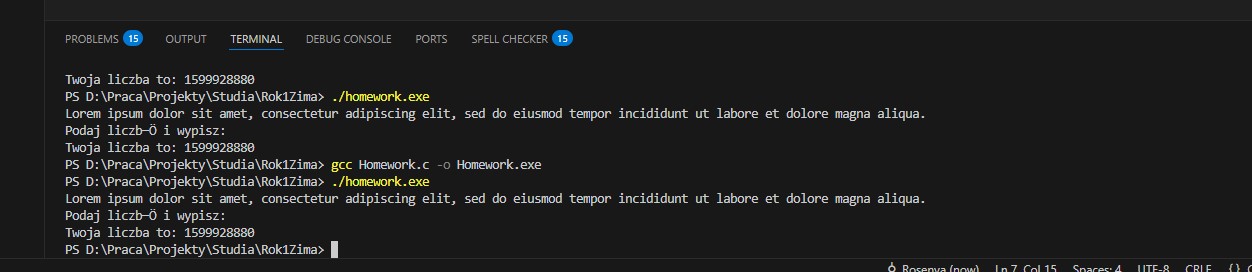 PROBLEMS 15 OUTPUT TERMINAL DEBUG CONSOLE PORTS SPELL CHECKER 15
Twoja liczba to: 1599928880
PS D:\Praca\Projekty\Studia\Rok1Zima> ./homework.exe
Lorem ipsum dolor sit amet, consectetur adipiscing elit, sed do eiusmod tempor incididunt ut labore et dolore magna aliqua.
Podaj liczb─Ö i wypisz:
Twoja liczba to: 1599928880
PS D:\Praca\Projekty\Studia\Rok1Zima> gcc Homework.c -o Homework.exe
PS D:\Praca\Projekty\Studia\Rok1Zima> ./homework.exe
Lorem ipsum dolor sit amet, consectetur adipiscing elit, sed do eiusmod tempor incididunt ut labore et dolore magna aliqua.
Podaj liczb─Ö i wypisz:
Twoja liczba to: 1599928880
PS D:\Praca\Projekty\Studia\Rok1Zima>
Rosenya (now) Ln 7, Col 15 Spaces: 4 UTF-8 CRLF {}